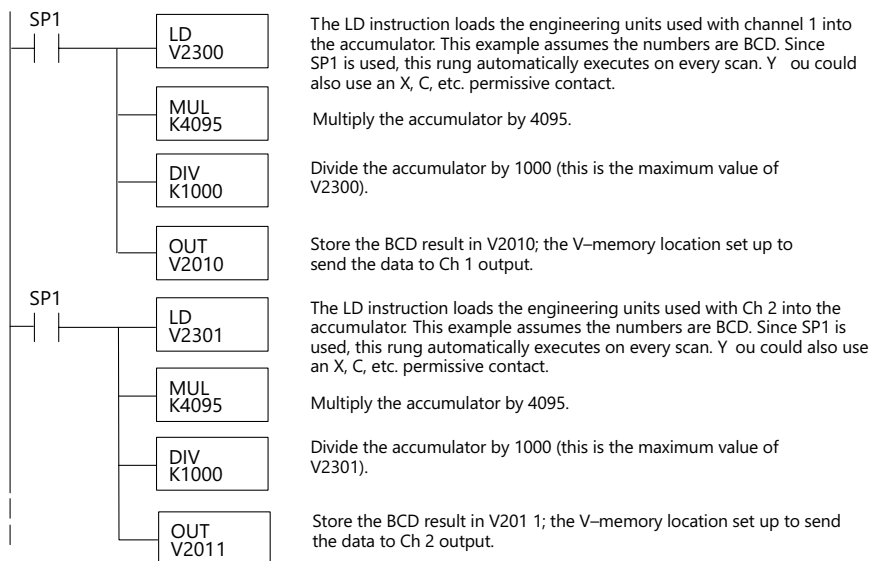 SP1
LD
V2300
The LD instruction loads the engineering units used with channel 1 into
the accumulator. This example assumes the numbers are BCD. Since
SP1 is used, this rung automatically executes on every scan. Y ou could
also use an X, C, etc. permissive contact.
MUL
K4095
Multiply the accumulator by 4095.
DIV
K1000
Divide the accumulator by 1000 (this is the maximum value of
V2300).
OUT
V2010
Store the BCD result in V2010; the V–memory location set up to
send the data to Ch 1 output.
SP1
LD
V2301
The LD instruction loads the engineering units used with Ch 2 into the
accumulator. This example assumes the numbers are BCD. Since SP1 is
used, this rung automatically executes on every scan. Y ou could also use
an X, C, etc. permissive contact.
MUL
K4095
Multiply the accumulator by 4095.
DIV
K1000
Divide the accumulator by 1000 (this is the maximum value of
V2301).
OUT
V2011
Store the BCD result in V201 1; the V–memory location set up to send
the data to Ch 2 output.